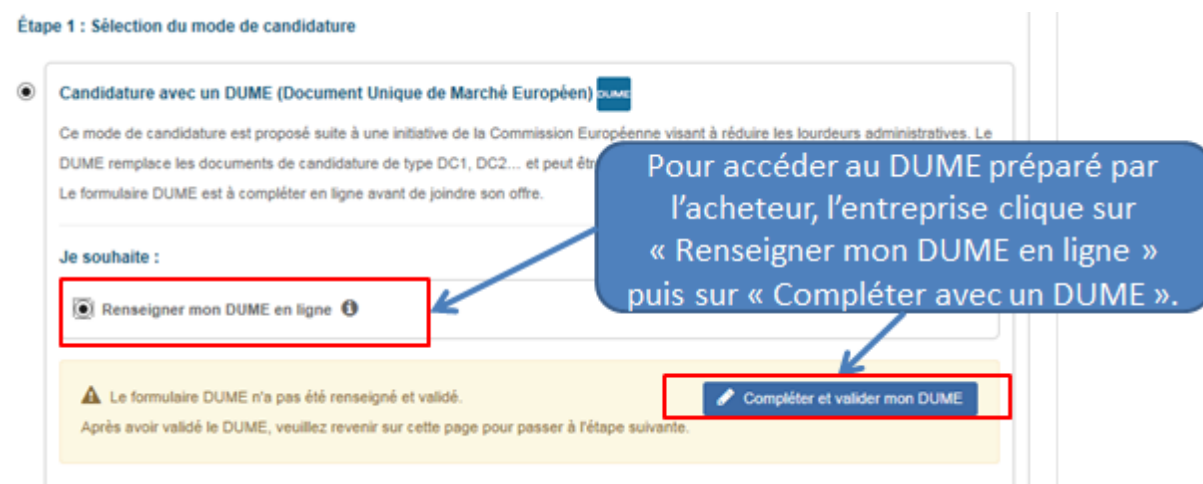 Étape 1 : Sélection du mode de candidature
Candidature avec un DUME (Document Unique de Marché Européen) DUME
Ce mode de candidature est proposé suite à une initiative de la Commission Européenne visant à réduire les lourdeurs administratives. Le
DUME remplace les documents de candidature de type DC1, DC2... et peut
Le formulaire DUME est à compléter en ligne avant de joindre son offre.
Pour accéder au DUME préparé par
l’acheteur, l’entreprise clique sur
« Renseigner mon DUME en ligne »
puis sur « Compléter avec un DUME ».
Je souhaite :
Renseigner mon DUME en ligne
Le formulaire DUME n'a pas été renseigné et validé.
Compléter et valider mon DUME
Après avoir validé le DUME, veuillez revenir sur cette page pour passer à l'étape suivante.